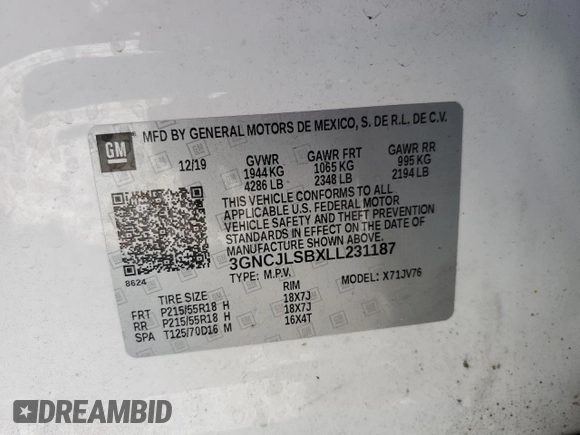 GM
MFD BY GENERAL MOTORS DE MEXICO, S. DE R.L. DE C.V.
12/19 GVWR GAWR FRT GAWR RR
1944 KG 1065 KG 995 KG
4286 LB 2348 LB 2194 LB
THIS VEHICLE CONFORMS TO ALL
APPLICABLE U.S. FEDERAL MOTOR
VEHICLE SAFETY AND THEFT PREVENTION
STANDARDS IN EFFECT ON THE DATE OF
MANUFACTURE SHOWN ABOVE.
3GNCJLSBXLL231187
8624 TYPE: M.P.V. MODEL: X71JV76
TIRE SIZE RIM
FRT P215/55R18 H 18X7J
RR P215/55R18 H 18X7J
SPA T125/70D16 M 16X4T
DREAMBID